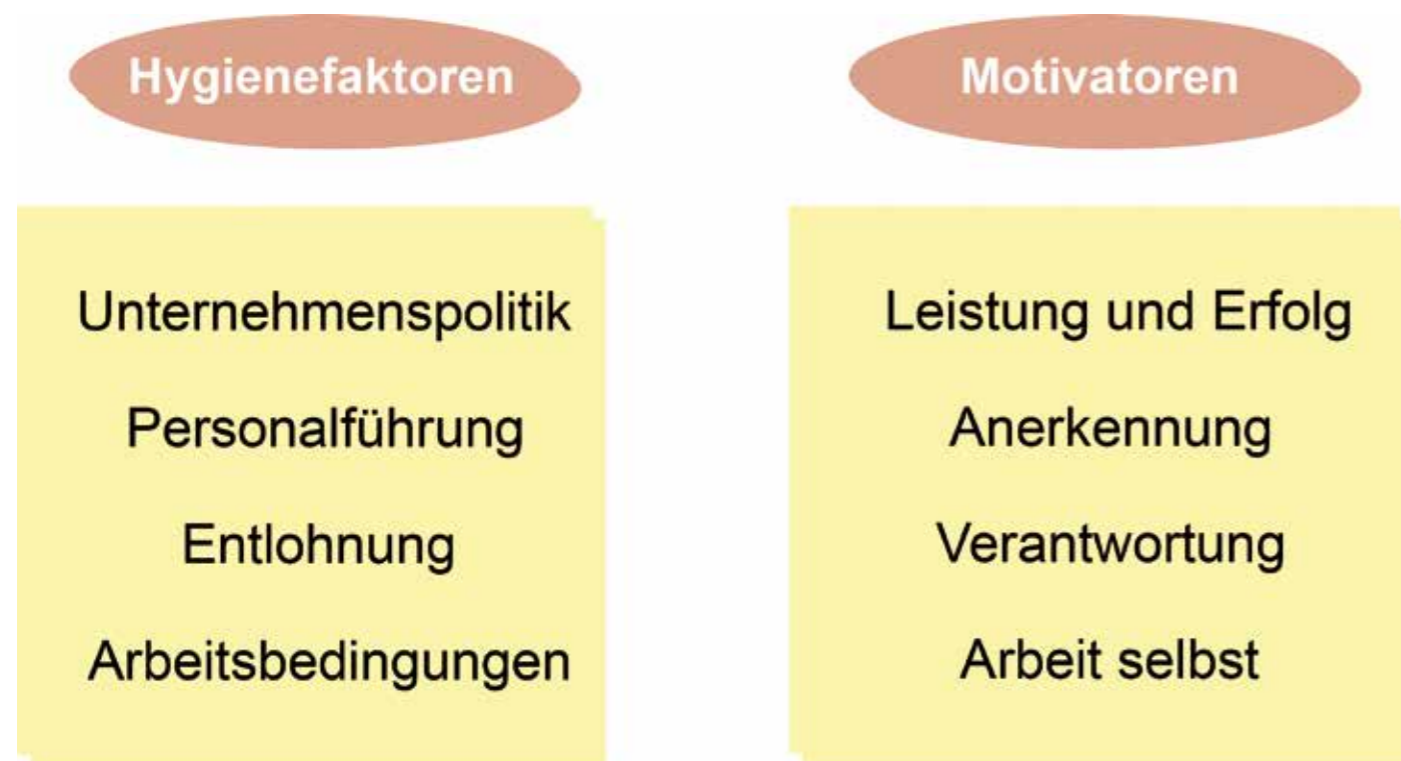 Hygienefaktoren
Unternehmenspolitik
Personalführung
Entlohnung
Arbeitsbedingungen
Motivatoren
Leistung und Erfolg
Anerkennung
Verantwortung
Arbeit selbst